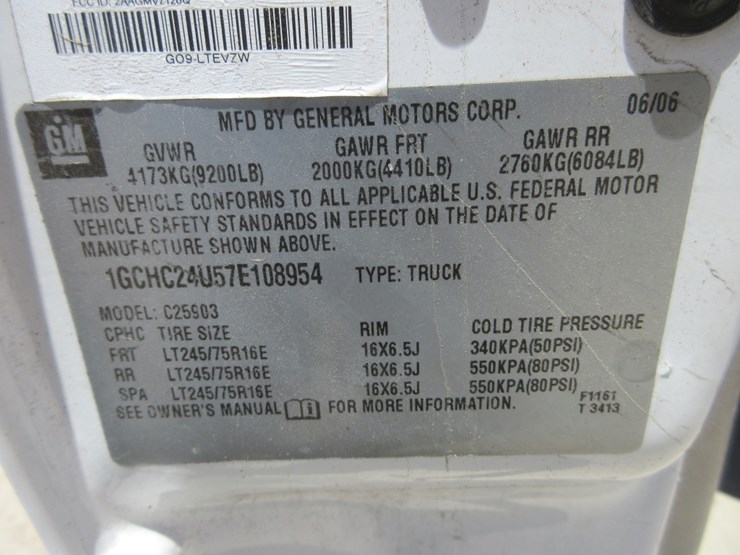 FCC ID: 2AAGMVZ120Q
G09-LTEVZW
GM
MFD BY GENERAL MOTORS CORP. 06/06
GVWR GAWR FRT GAWR RR
4173KG(9200LB) 2000KG(4410LB) 2760KG(6084LB)
THIS VEHICLE CONFORMS TO ALL APPLICABLE U.S. FEDERAL MOTOR
VEHICLE SAFETY STANDARDS IN EFFECT ON THE DATE OF
MANUFACTURE SHOWN ABOVE.
1GCHC24U57E108954 TYPE: TRUCK
MODEL: C25903
CPHC TIRE SIZE RIM COLD TIRE PRESSURE
FRT LT245/75R16E 16X6.5J 340KPA(50PSI)
RR LT245/75R16E 16X6.5J 550KPA(80PSI)
SPA LT245/75R16E 16X6.5J 550KPA(80PSI)
SEE OWNER'S MANUAL FOR MORE INFORMATION.
F1161
T 3413